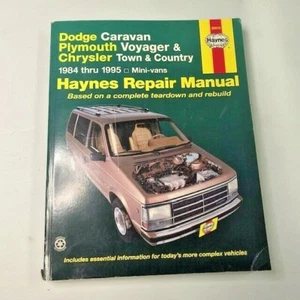 Dodge Caravan
Plymouth Voyager &
Chrysler Town & Country
1984 thru 1995 □ Mini-vans
Haynes Repair Manual
Based on a complete teardown and rebuild
Haynes
Includes essential information for today's more complex vehicles